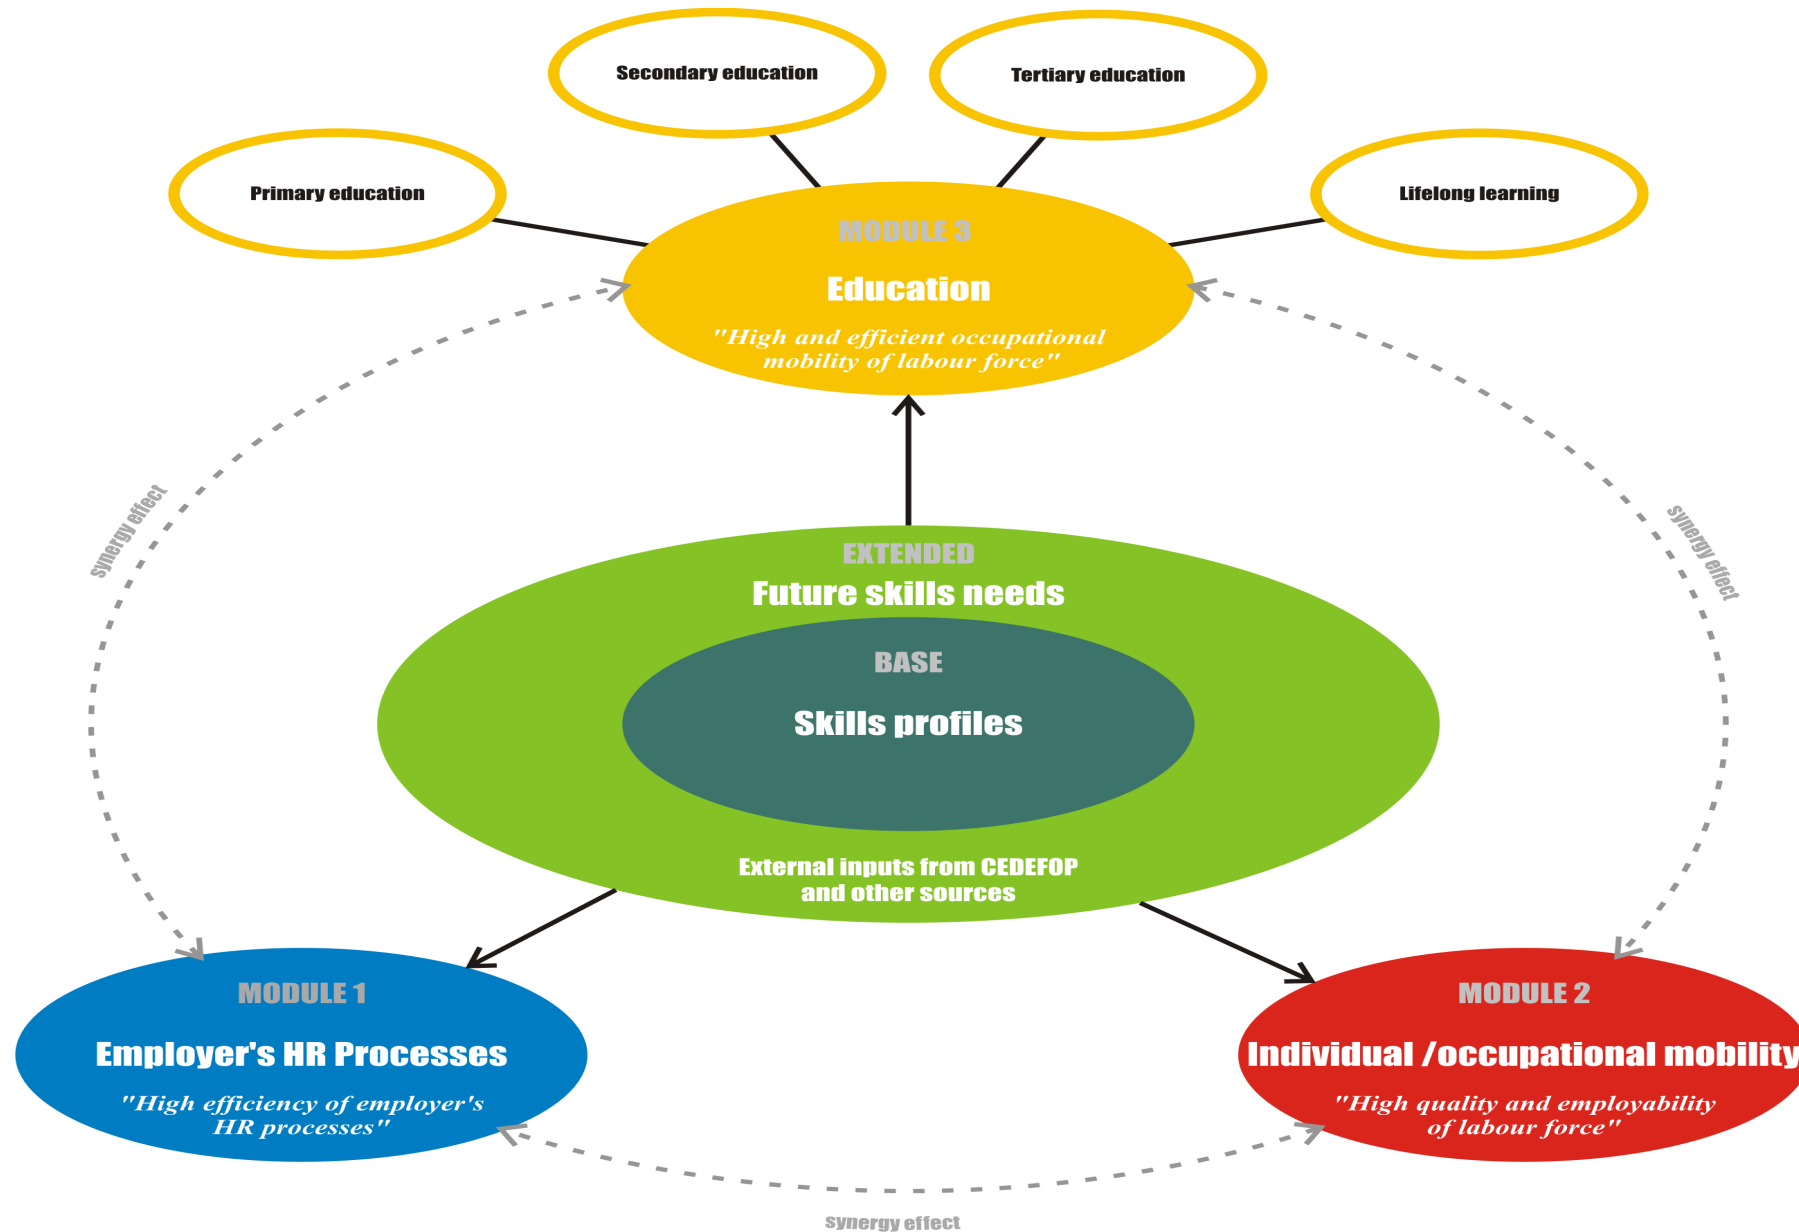 Secondary education
Tertiary education
Primary education
Lifelong learning
MODULE 3
Education
"High and efficient occupational
mobility of labour force"
synergy effect
synergy effect
EXTENDED
Future skills needs
BASE
Skills profiles
External inputs from CEDEFOP
and other sources
MODULE 1
Employer's HR Processes
"High efficiency of employer's
HR processes"
MODULE 2
Individual /occupational mobility
"High quality and employability
of labour force"
synergy effect